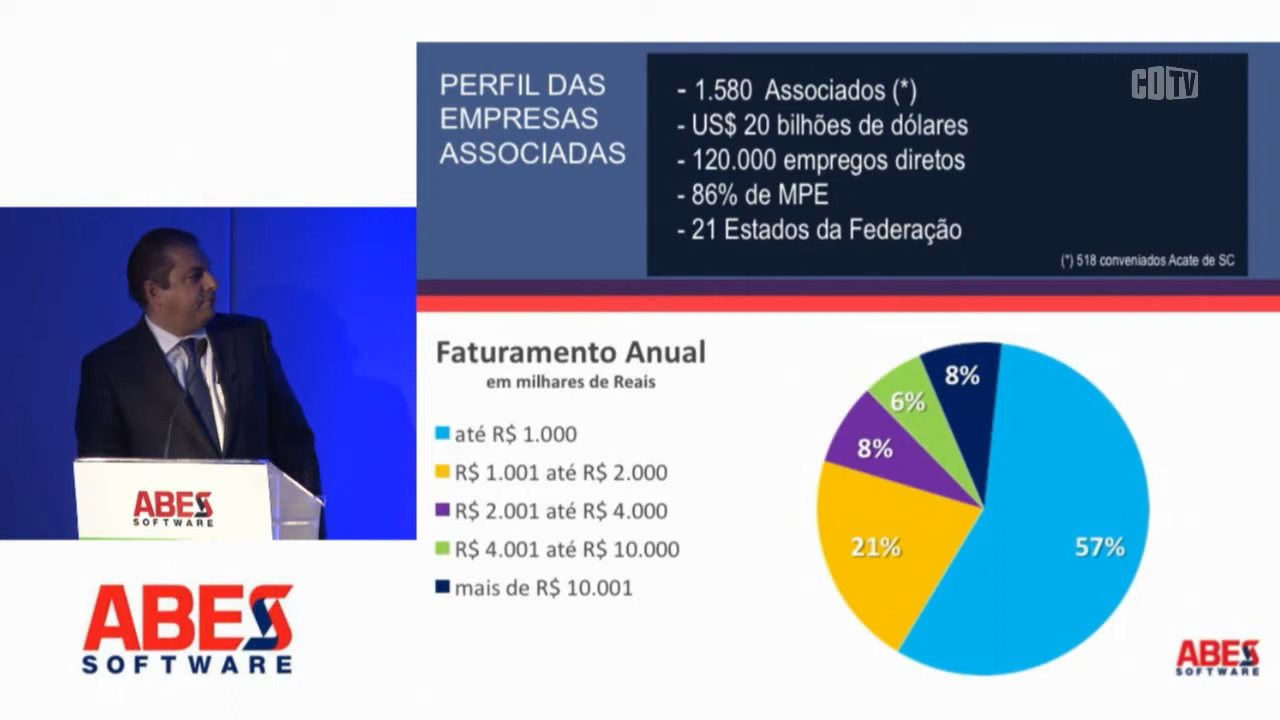 PERFIL DAS
EMPRESAS
ASSOCIADAS
- 1.580 Associados (*)
- US$ 20 bilhões de dólares
- 120.000 empregos diretos
- 86% de MPE
- 21 Estados da Federação
(*) 518 conveniados Acate de SC
CDTV
Faturamento Anual
em milhares de Reais
até R$ 1.000
R$ 1.001 até R$ 2.000
R$ 2.001 até R$ 4.000
R$ 4.001 até R$ 10.000
mais de R$ 10.001
8%
6%
8%
21%
57%
ABES
SOFTWARE
ABES
SOFTWARE
ABES
SOFTWARE